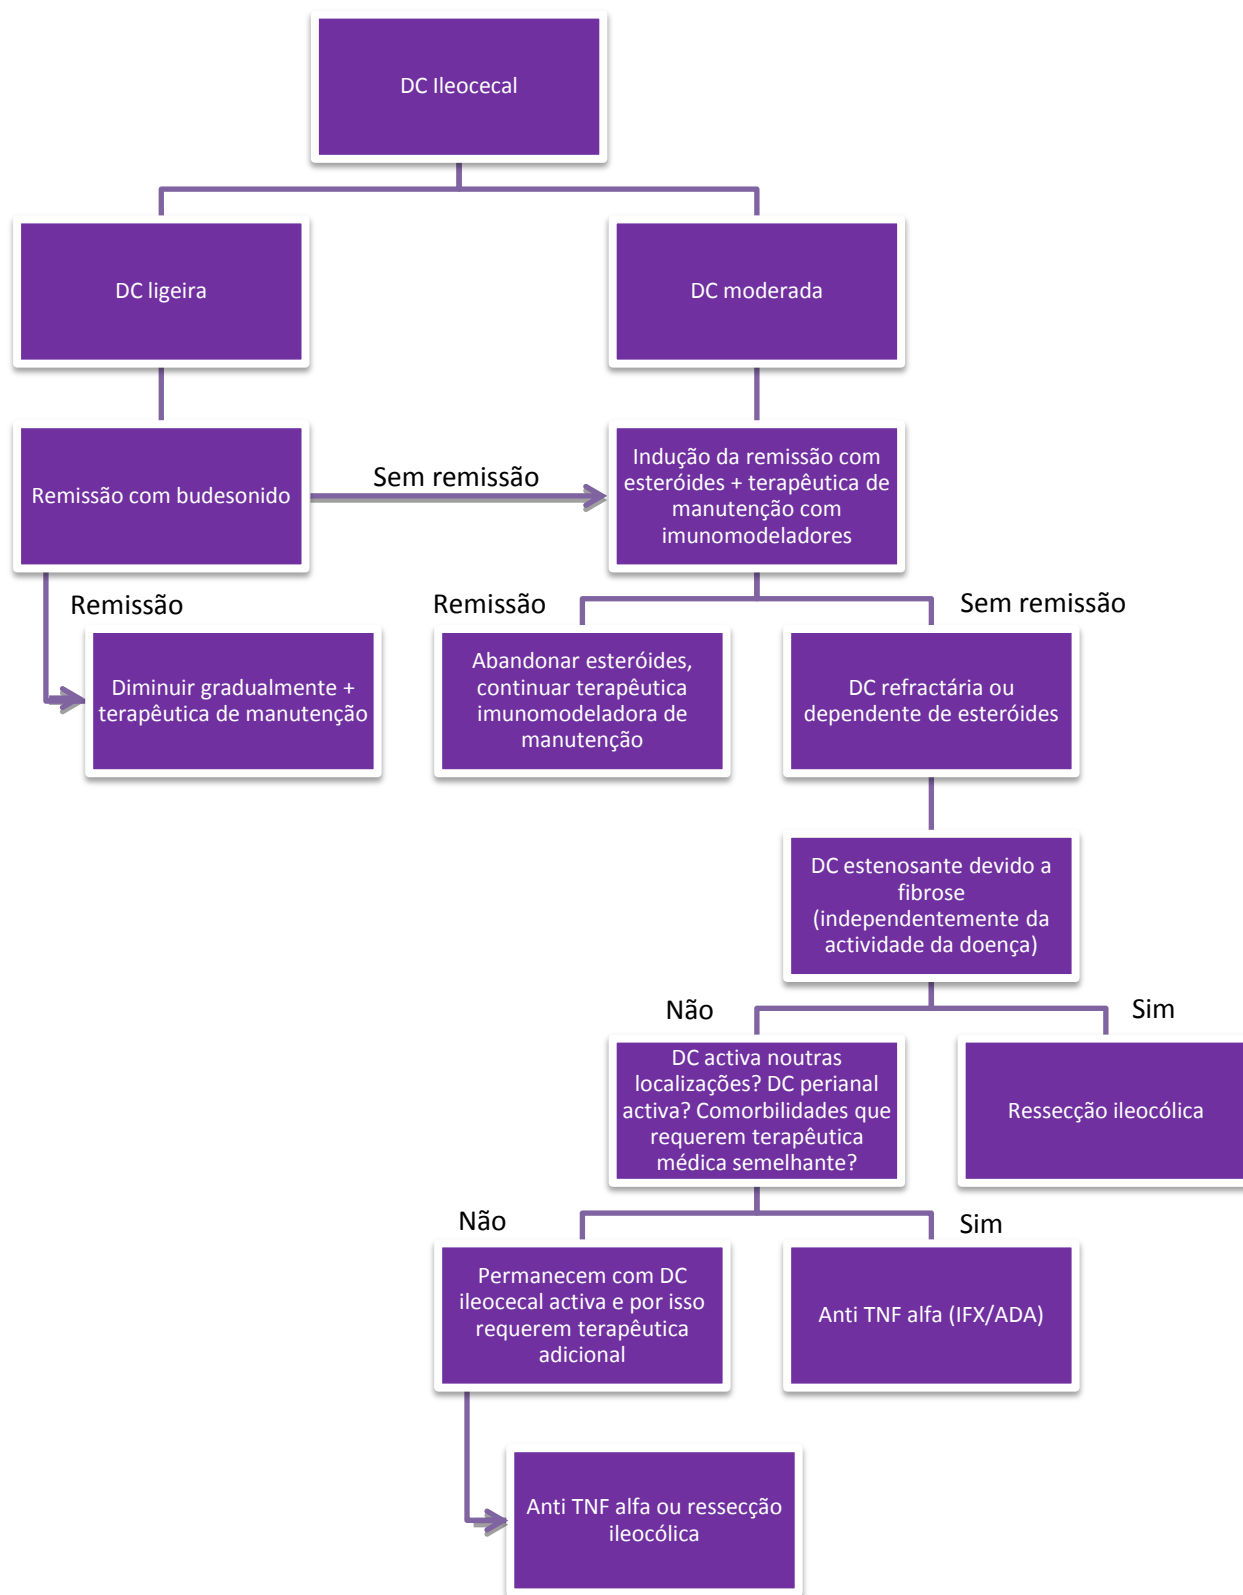 DC Ileocecal
DC ligeira
DC moderada
Remissão com budesonido
Sem remissão
Indução da remissão com
esteróides + terapêutica de
manutenção com
imunomodeladores
Remissão
Diminuir gradualmente +
terapêutica de manutenção
Remissão
Sem remissão
Abandonar esteróides,
continuar terapêutica
imunomodeladora de
manutenção
DC refractária ou
dependente de esteróides
DC estenosante devido a
fibrose
(independentemente da
actividade da doença)
Não
Sim
DC activa noutras
localizações? DC perianal
activa? Comorbilidades que
requerem terapêutica
médica semelhante?
Ressecção ileocólica
Não
Sim
Permanecem com DC
ileocecal activa e por isso
requerem terapêutica
adicional
Anti TNF alfa (IFX/ADA)
Anti TNF alfa ou ressecção
ileocólica